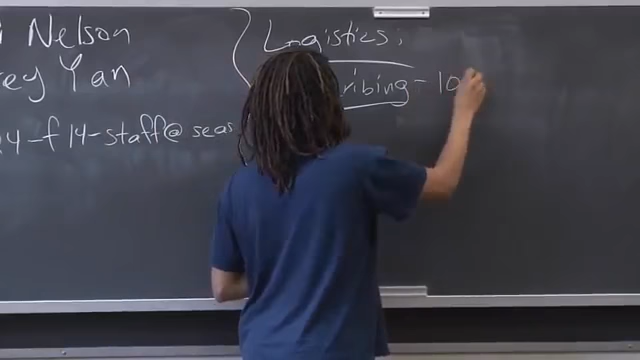 Nelson
ey Yan
4-f14-staff@seas
Logistics:
ribing - 10